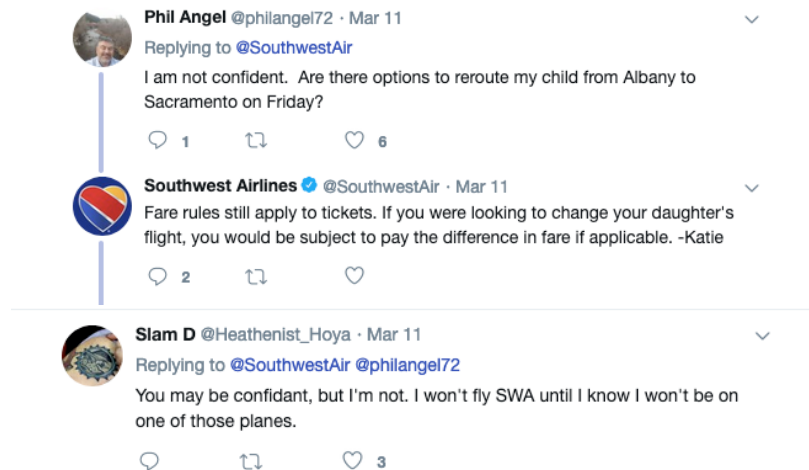 Phil Angel @philangel72 · Mar 11
Replying to @SouthwestAir
I am not confident.  Are there options to reroute my child from Albany to
Sacramento on Friday?
1 6
Southwest Airlines @SouthwestAir · Mar 11
Fare rules still apply to tickets. If you were looking to change your daughter's
flight, you would be subject to pay the difference in fare if applicable. -Katie
2
Slam D @Heathenist_Hoya · Mar 11
Replying to @SouthwestAir @philangel72
You may be confidant, but I'm not. I won't fly SWA until I know I won't be on
one of those planes.
3